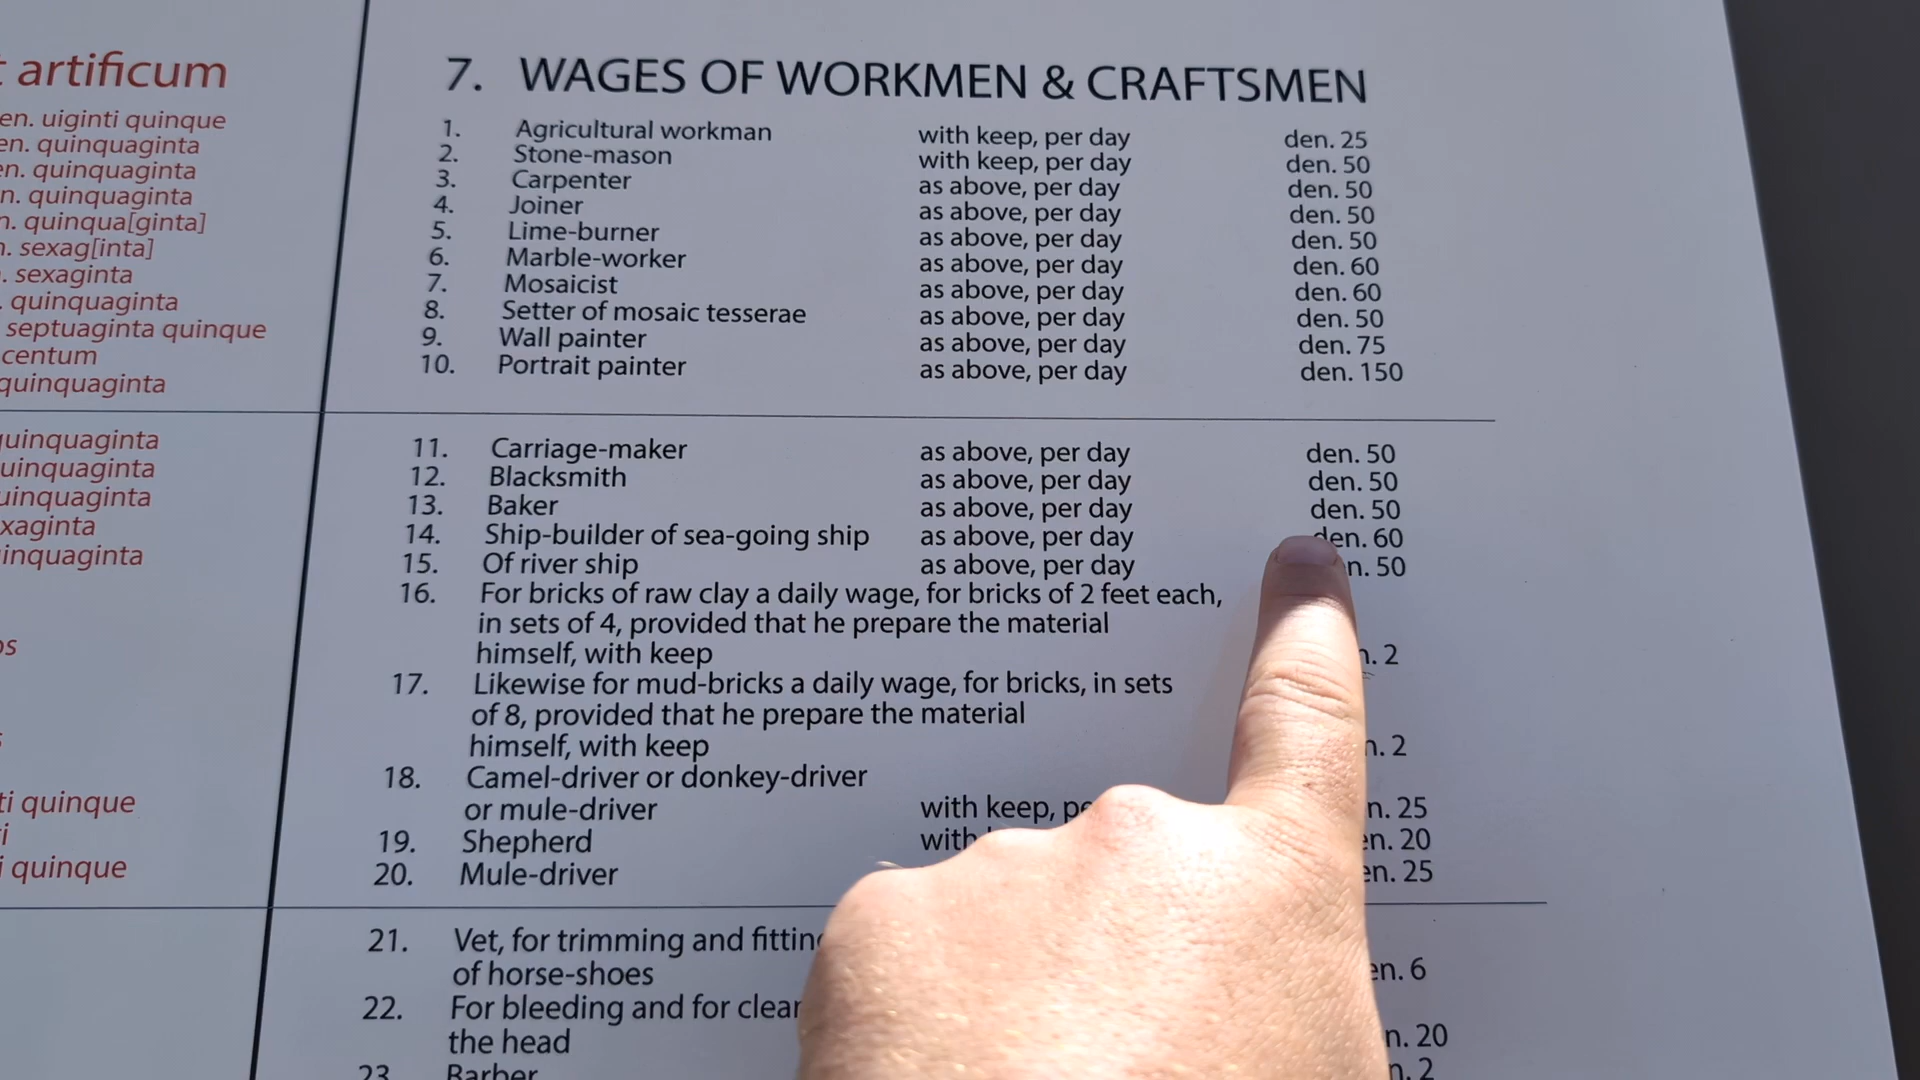 artificum
uiginti quinque
quinquaginta
quinquaginta
quinquaginta
qua[ginta]
sexag[inta]
sexaginta
quinquaginta
septuaginta quinque
centum
quinquaginta
quinque
quinque
7. WAGES OF WORKMEN & CRAFTSMEN
1. Agricultural workman with keep, per day den. 25
2. Stone-mason with keep, per day den. 50
3. Carpenter as above, per day den. 50
4. Joiner as above, per day den. 50
5. Lime-burner as above, per day den. 50
6. Marble-worker as above, per day den. 60
7. Mosaicist as above, per day den. 60
8. Setter of mosaic tesserae as above, per day den. 50
9. Wall painter as above, per day den. 75
10. Portrait painter as above, per day den. 150
11. Carriage-maker as above, per day den. 50
12. Blacksmith as above, per day den. 50
13. Baker as above, per day den. 50
14. Ship-builder of sea-going ship as above, per day den. 60
15. Of river ship as above, per day 50
16. For bricks of raw clay a daily wage, for bricks of 2 feet each,
in sets of 4, provided that he prepare the material
himself, with keep 2
17. Likewise for mud-bricks a daily wage, for bricks, in sets
of 8, provided that he prepare the material
himself, with keep 2
18. Camel-driver or donkey-driver
or mule-driver with keep, 25
19. Shepherd with 20
20. Mule-driver 25
21. Vet, for trimming and
of horse-shoes 6
22. For bleeding and for
the head 20
23. Barber 2